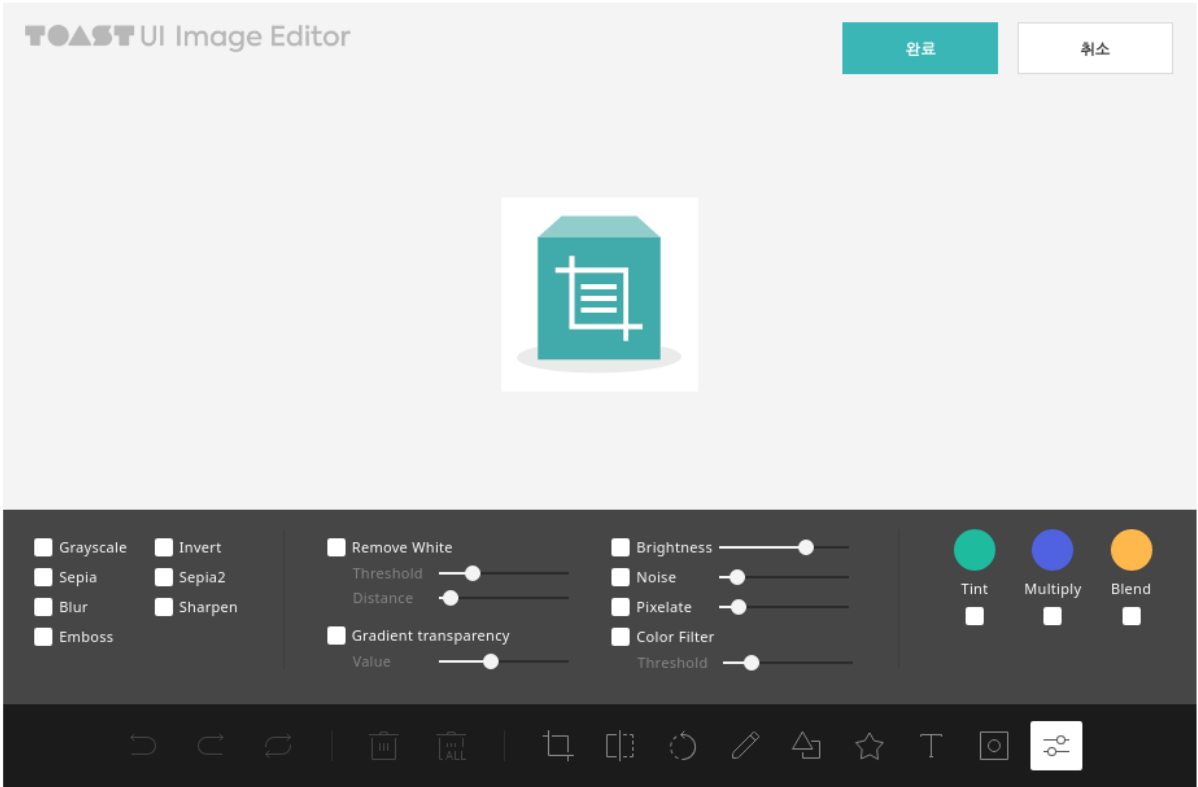 TOAST UI Image Editor
완료
취소
Grayscale
Invert
Sepia
Sepia2
Blur
Sharpen
Emboss
Remove White
Threshold
Distance
Gradient transparency
Value
Brightness
Noise
Pixelate
Color Filter
Threshold
Tint
Multiply
Blend
ALL
T